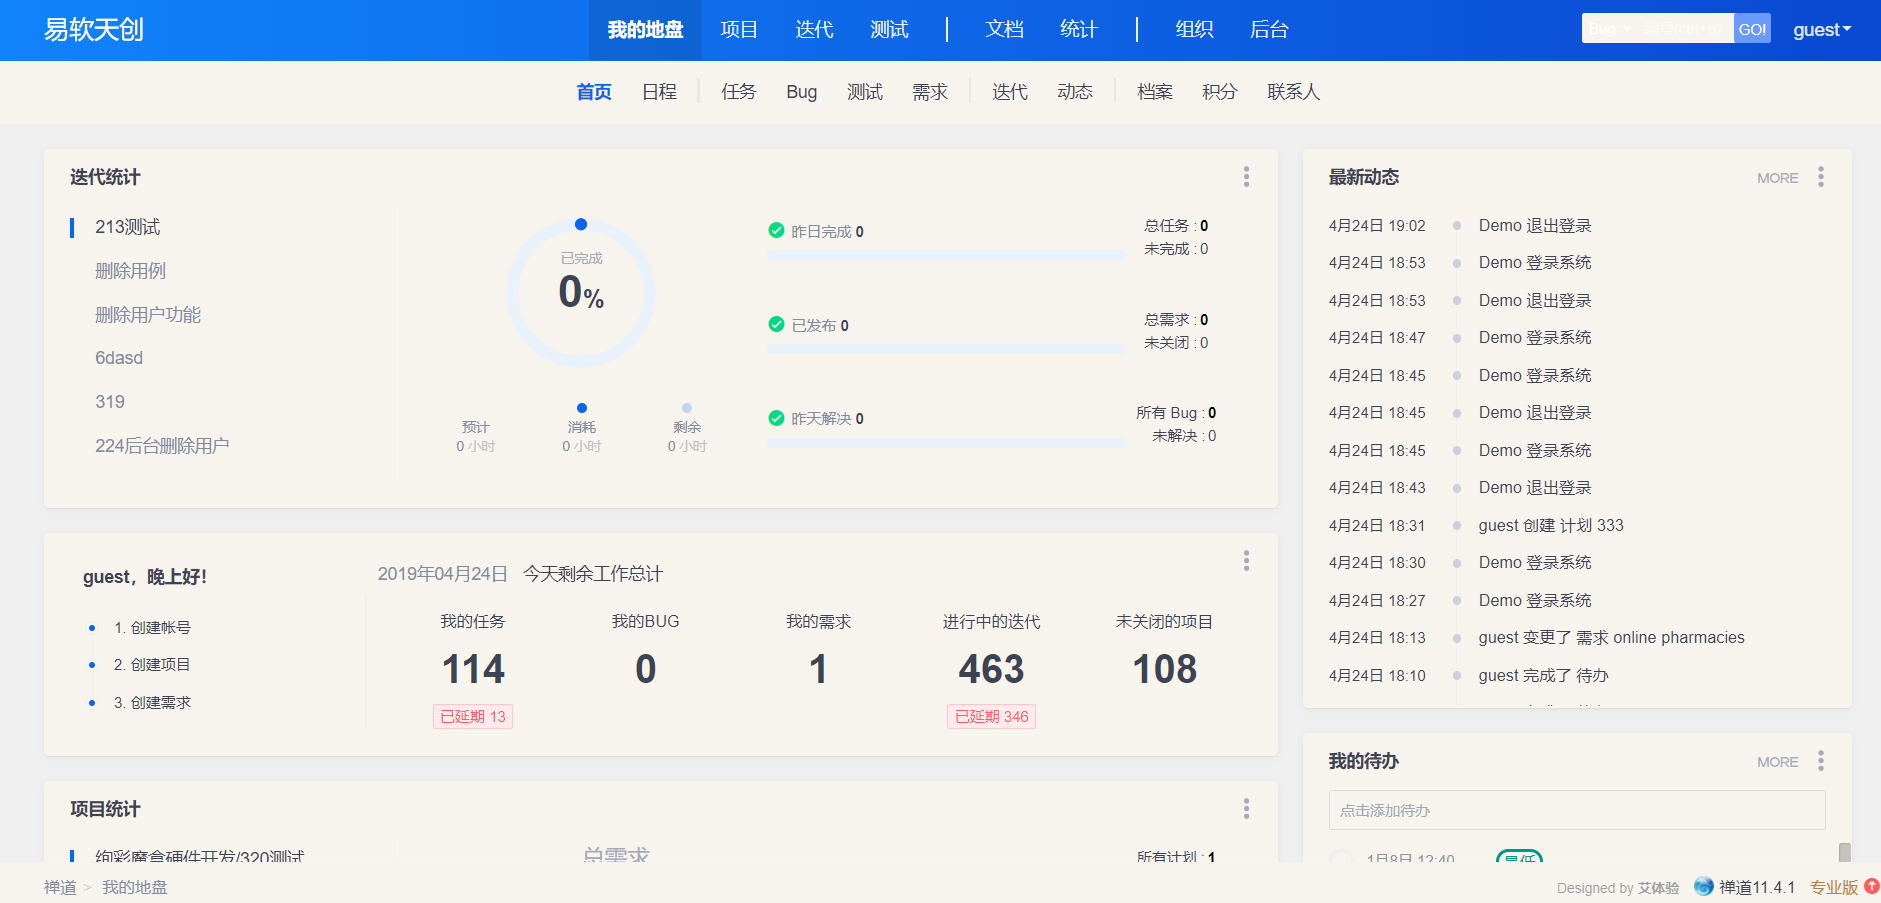 易软天创
我的地盘 项目 迭代 测试 | 文档 统计 | 组织 后台
Bug 编号(ctrl+g) GO! guest
首页 日程 任务 Bug 测试 需求 迭代 动态 档案 积分 联系人
迭代统计
213测试
删除用例
删除用户功能
6dasd
319
224后台删除用户
已完成
0%
预计
0 小时
消耗
0 小时
剩余
0 小时
昨日完成 0
总任务 : 0
未完成 : 0
已发布 0
总需求 : 0
未关闭 : 0
昨天解决 0
所有 Bug : 0
未解决 : 0
guest，晚上好！
1. 创建帐号
2. 创建项目
3. 创建需求
2019年04月24日 今天剩余工作总计
我的任务
114
已延期 13
我的BUG
0
我的需求
1
进行中的迭代
463
已延期 346
未关闭的项目
108
项目统计
绚彩魔盒硬件开发/320测试
总需求
所有计划 : 1
最新动态 MORE
4月24日 19:02 Demo 退出登录
4月24日 18:53 Demo 登录系统
4月24日 18:53 Demo 退出登录
4月24日 18:47 Demo 登录系统
4月24日 18:45 Demo 登录系统
4月24日 18:45 Demo 退出登录
4月24日 18:45 Demo 登录系统
4月24日 18:43 Demo 退出登录
4月24日 18:31 guest 创建 计划 333
4月24日 18:30 Demo 登录系统
4月24日 18:27 Demo 登录系统
4月24日 18:13 guest 变更了 需求 online pharmacies
4月24日 18:10 guest 完成了 待办
我的待办 MORE
点击添加待办
1月8日 12:40 最低
禅道 > 我的地盘
Designed by 艾体验 禅道11.4.1 专业版